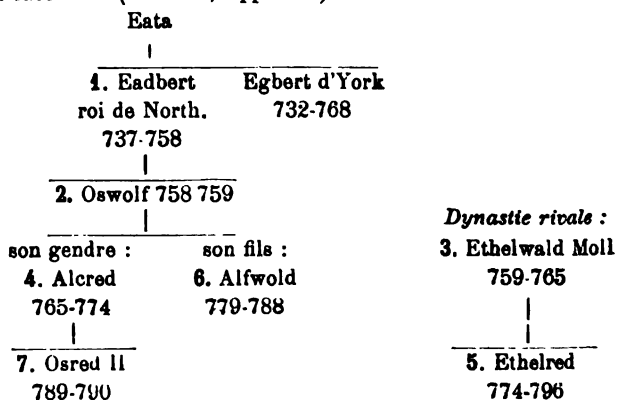 Eata
1. Eadbert Egbert d'York
roi de North. 732-768
737-758
2. Oswolf 758 759
Dynastie rivale :
son gendre : son fils : 3. Ethelwald Moll
4. Alcred 6. Alfwold 759-765
765-774 779-788
7. Osred II 5. Ethelred
789-790 774-796